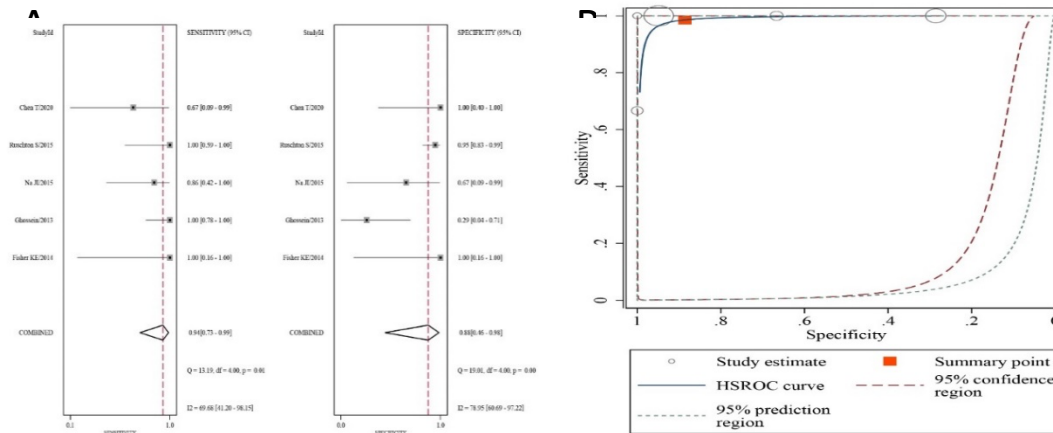 A
StudyId SENSITIVITY (95% CI)
Chen T/2020 0.67 [0.09 - 0.99]
Ruschton S/2015 1.00 [0.59 - 1.00]
Na JI/2015 0.86 [0.42 - 1.00]
Ghossein/2013 1.00 [0.78 - 1.00]
Fisher KE/2014 1.00 [0.16 - 1.00]
COMBINED 0.94[0.73 - 0.99]
Q = 13.19, df = 4.00, p = 0.01
I2 = 69.68 [41.20 - 98.15]
0.1 1.0
SENSITIVITY
StudyId SPECIFICITY (95% CI)
Chen T/2020 1.00 [0.40 - 1.00]
Ruschton S/2015 0.95 [0.83 - 0.99]
Na JI/2015 0.67 [0.09 - 0.99]
Ghossein/2013 0.29 [0.04 - 0.71]
Fisher KE/2014 1.00 [0.16 - 1.00]
COMBINED 0.88[0.46 - 0.98]
Q = 19.01, df = 4.00, p = 0.00
I2 = 78.95 [60.69 - 97.22]
0.0 1.0
SPECIFICITY
B
Sensitivity
1
.8
.6
.4
.2
0
1 .8 .6 .4 .2
Specificity
Study estimate
Summary point
HSROC curve
95% confidence
region
95% prediction
region